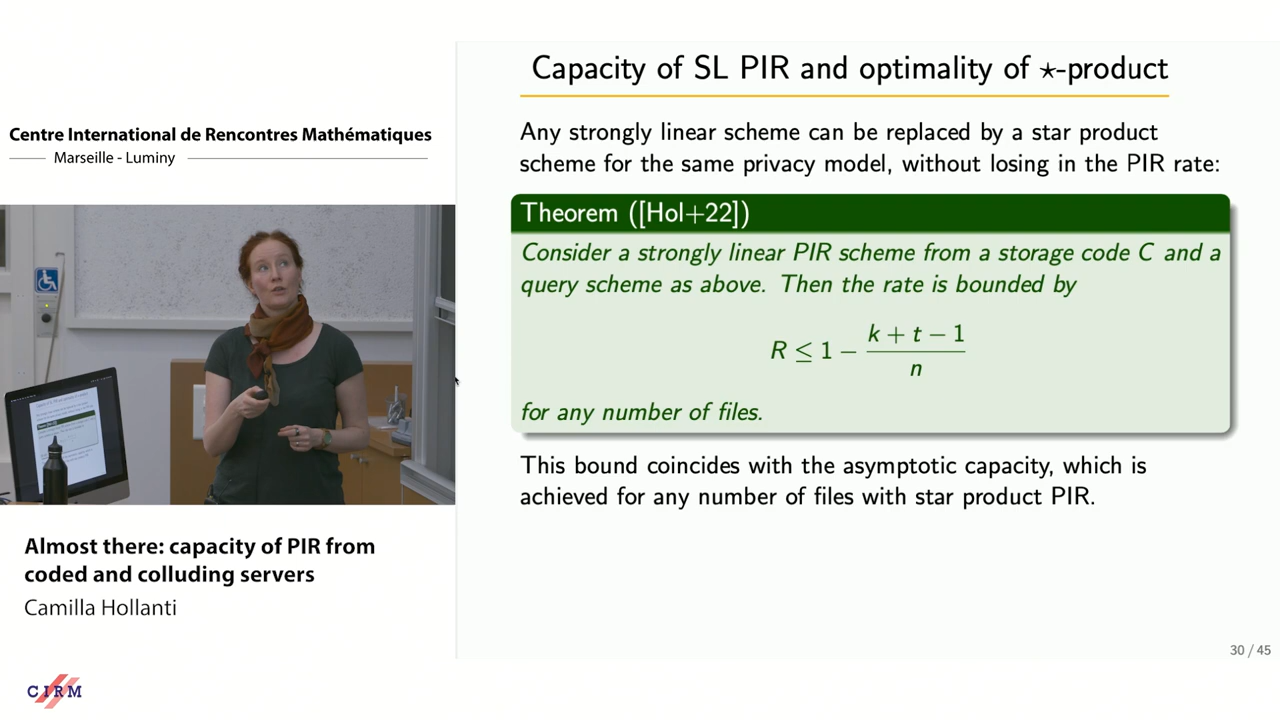 Centre International de Rencontres Mathématiques
Marseille - Luminy
Almost there: capacity of PIR from
coded and colluding servers
Camilla Hollanti
CIRM
Capacity of SL PIR and optimality of ⋆-product
Any strongly linear scheme can be replaced by a star product
scheme for the same privacy model, without losing in the PIR rate:
Theorem ([Hol+22])
Consider a strongly linear PIR scheme from a storage code C and a
query scheme as above. Then the rate is bounded by
R ≤ 1 − (k + t − 1)/n
for any number of files.
This bound coincides with the asymptotic capacity, which is
achieved for any number of files with star product PIR.
30 / 45